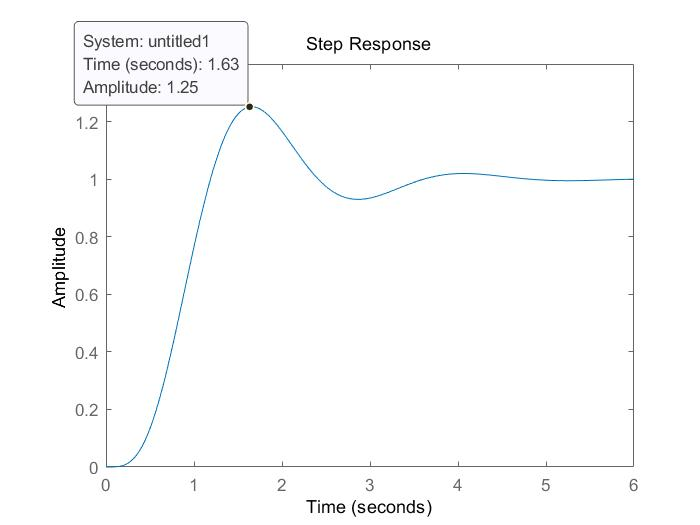 System: untitled1
Time (seconds): 1.63
Amplitude: 1.25
Step Response
1.2
1
0.8
0.6
0.4
0.2
0
Amplitude
0 1 2 3 4 5 6
Time (seconds)